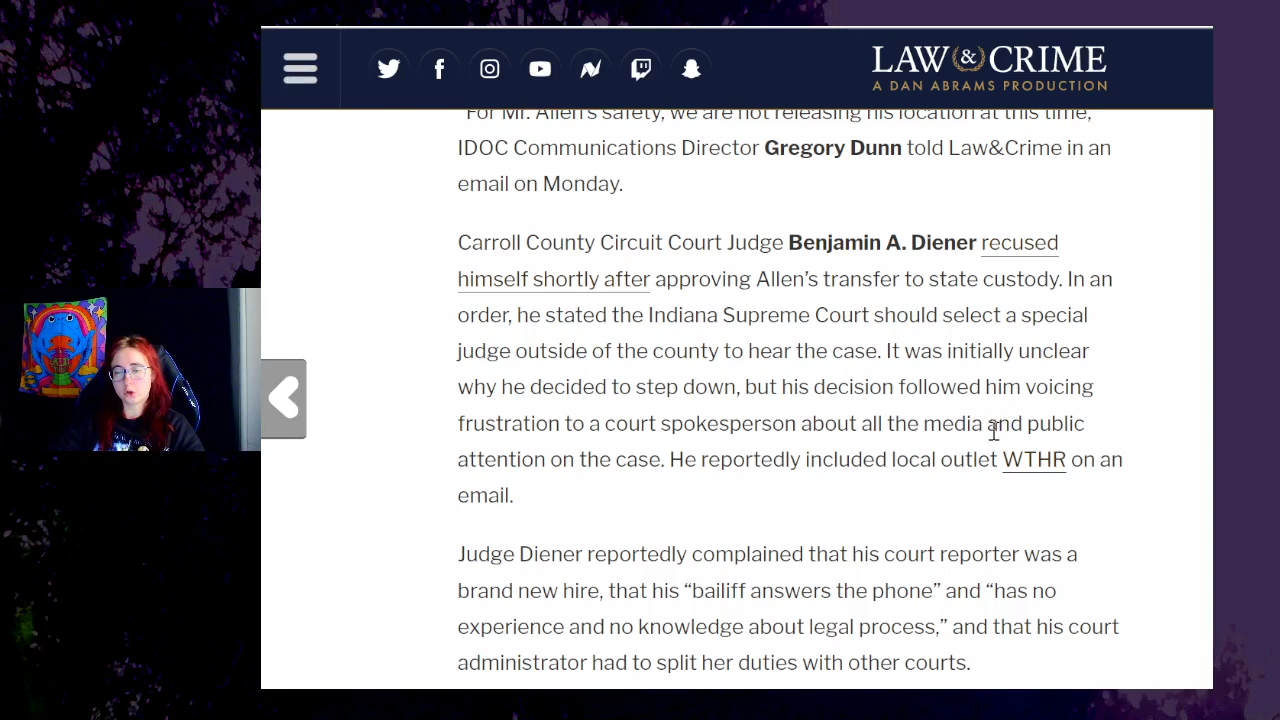 LAW & CRIME
A DAN ABRAMS PRODUCTION
"For Mr. Allen's safety, we are not releasing his location at this time,"
IDOC Communications Director Gregory Dunn told Law&Crime in an
email on Monday.
Carroll County Circuit Court Judge Benjamin A. Diener recused
himself shortly after approving Allen's transfer to state custody. In an
order, he stated the Indiana Supreme Court should select a special
judge outside of the county to hear the case. It was initially unclear
why he decided to step down, but his decision followed him voicing
frustration to a court spokesperson about all the media and public
attention on the case. He reportedly included local outlet WTHR on an
email.
Judge Diener reportedly complained that his court reporter was a
brand new hire, that his “bailiff answers the phone” and “has no
experience and no knowledge about legal process,” and that his court
administrator had to split her duties with other courts.